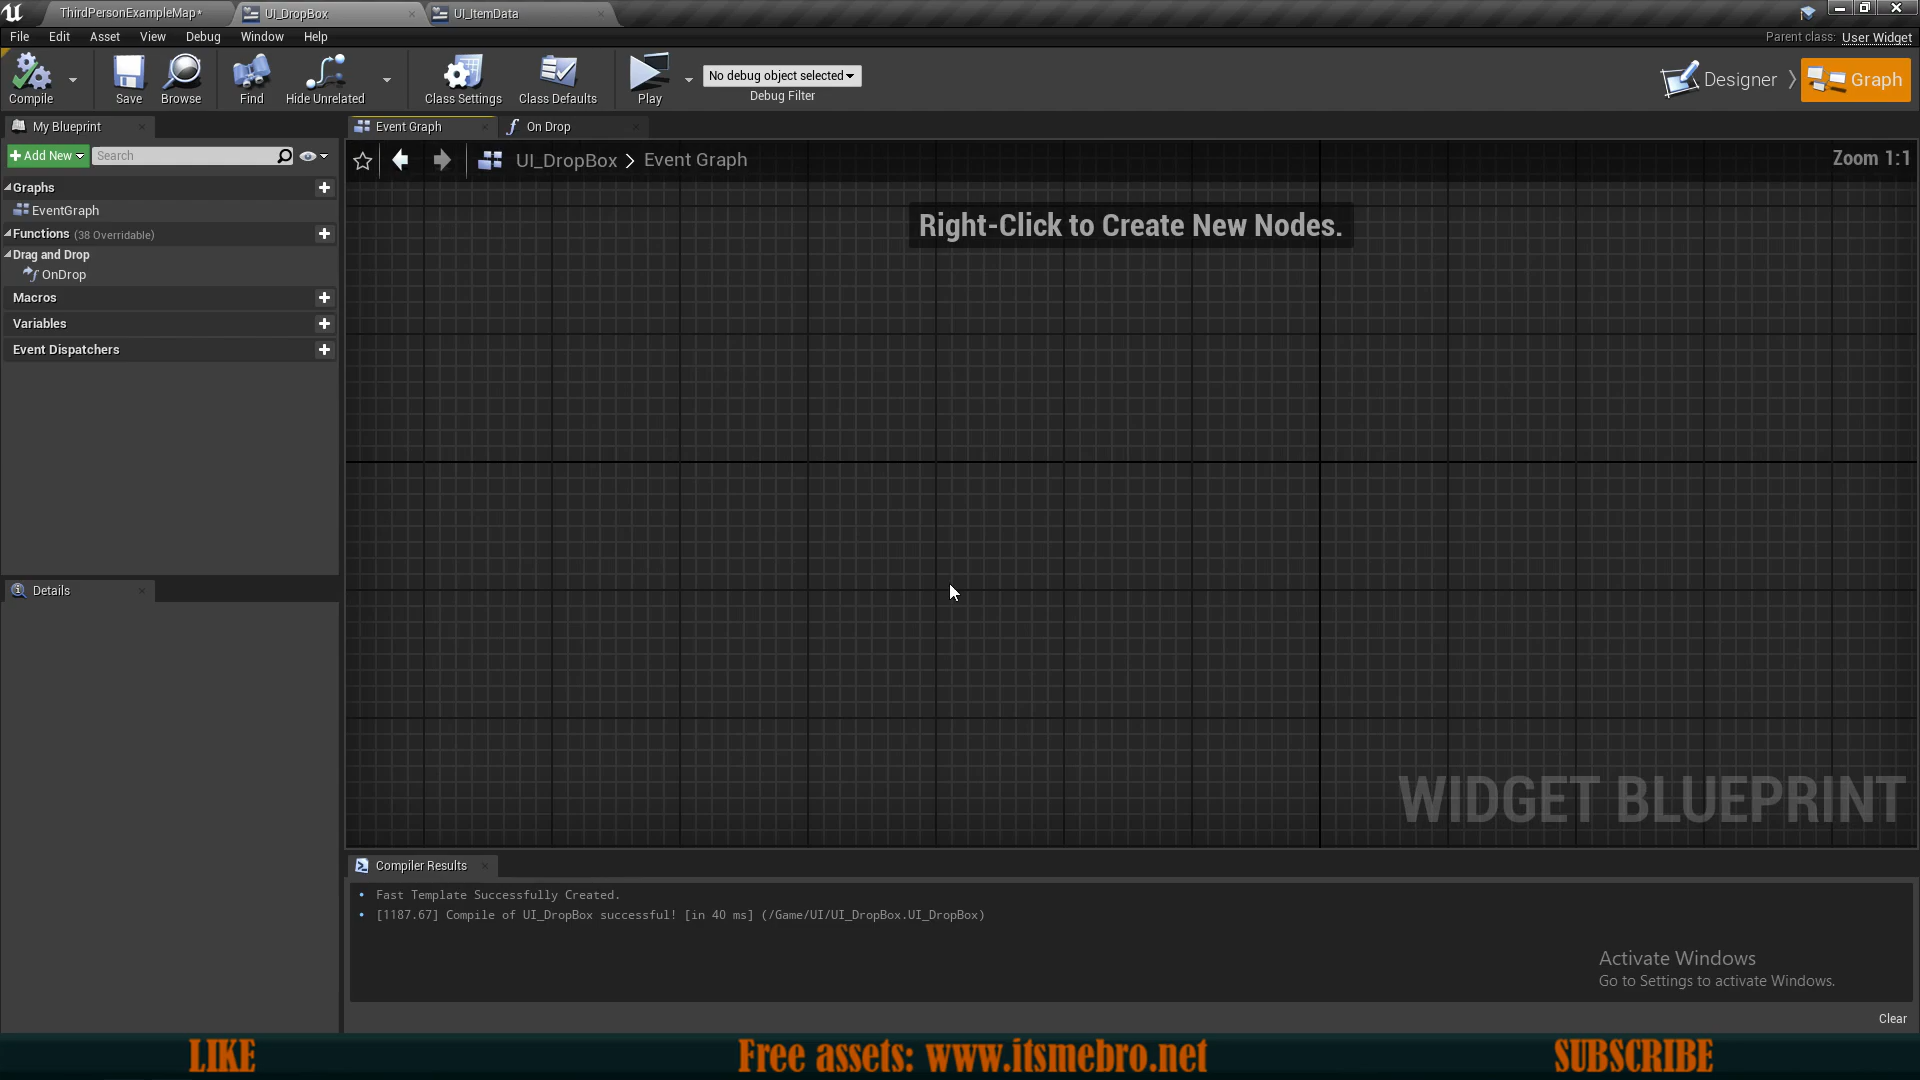 ThirdPersonExampleMap*
UI_DropBox
UI_ItemData
File Edit Asset View Debug Window Help
Parent class: User Widget
Compile
Save
Browse
Find
Hide Unrelated
Class Settings
Class Defaults
Play
No debug object selected
Debug Filter
Designer
Graph
My Blueprint
Event Graph
On Drop
Add New
Search
UI_DropBox > Event Graph
Zoom 1:1
Graphs
EventGraph
Functions (38 Overridable)
Drag and Drop
OnDrop
Macros
Variables
Event Dispatchers
Right-Click to Create New Nodes.
Details
WIDGET BLUEPRINT
Compiler Results
Fast Template Successfully Created.
[1187.67] Compile of UI_DropBox successful! [in 40 ms] (/Game/UI/UI_DropBox.UI_DropBox)
Activate Windows
Go to Settings to activate Windows.
Clear
LIKE
Free assets: www.itsmebro.net
SUBSCRIBE